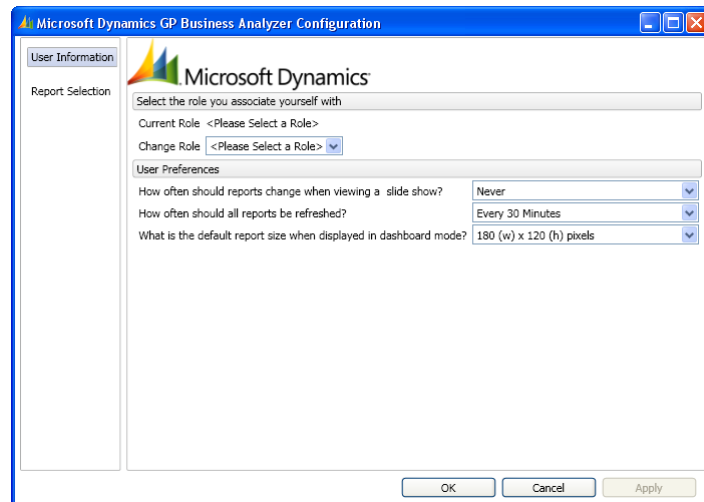 Microsoft Dynamics GP Business Analyzer Configuration
User Information
Report Selection
Microsoft Dynamics
Select the role you associate yourself with
Current Role <Please Select a Role>
Change Role <Please Select a Role>
User Preferences
How often should reports change when viewing a slide show? Never
How often should all reports be refreshed? Every 30 Minutes
What is the default report size when displayed in dashboard mode? 180 (w) x 120 (h) pixels
OK Cancel Apply